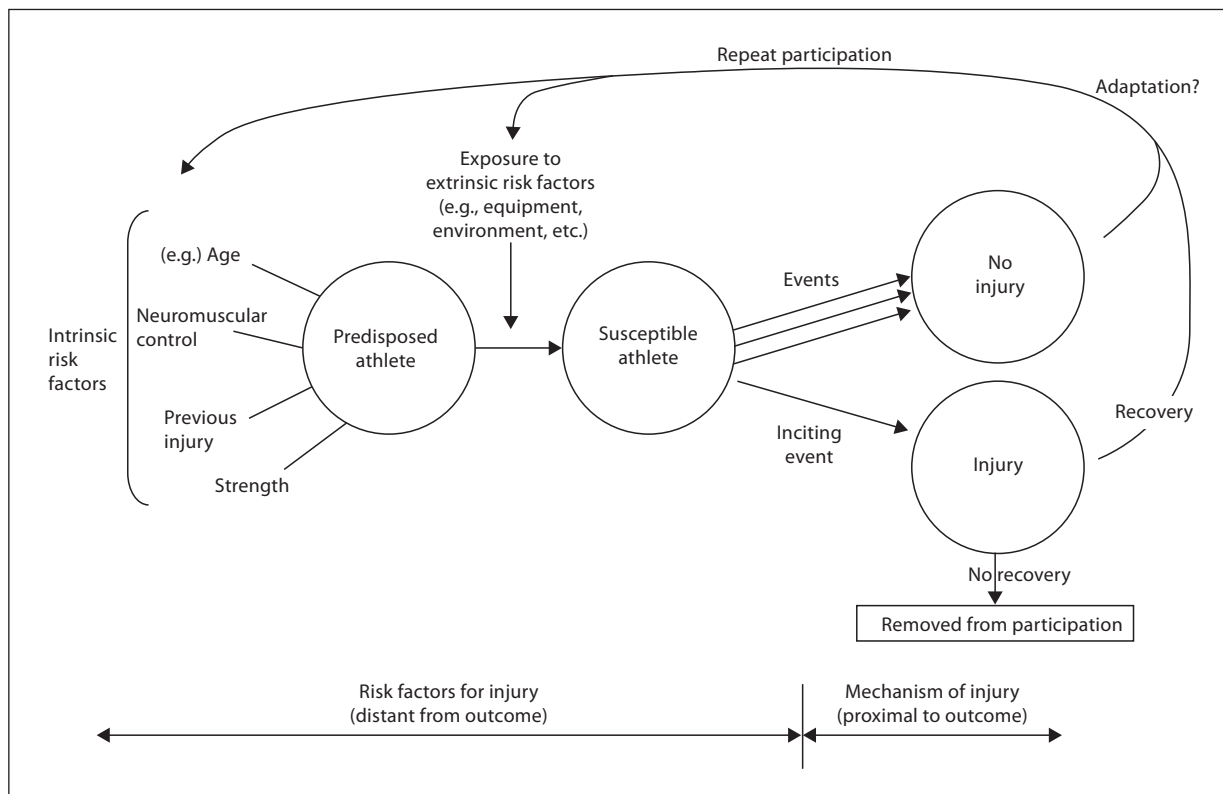 Repeat participation
Adaptation?
Exposure to
extrinsic risk factors
(e.g., equipment,
environment, etc.)
Intrinsic
risk
factors
(e.g.) Age
Neuromuscular
control
Previous
injury
Strength
Predisposed
athlete
Susceptible
athlete
Events
Inciting
event
No
injury
Injury
Recovery
No recovery
Removed from participation
Risk factors for injury
(distant from outcome)
Mechanism of injury
(proximal to outcome)